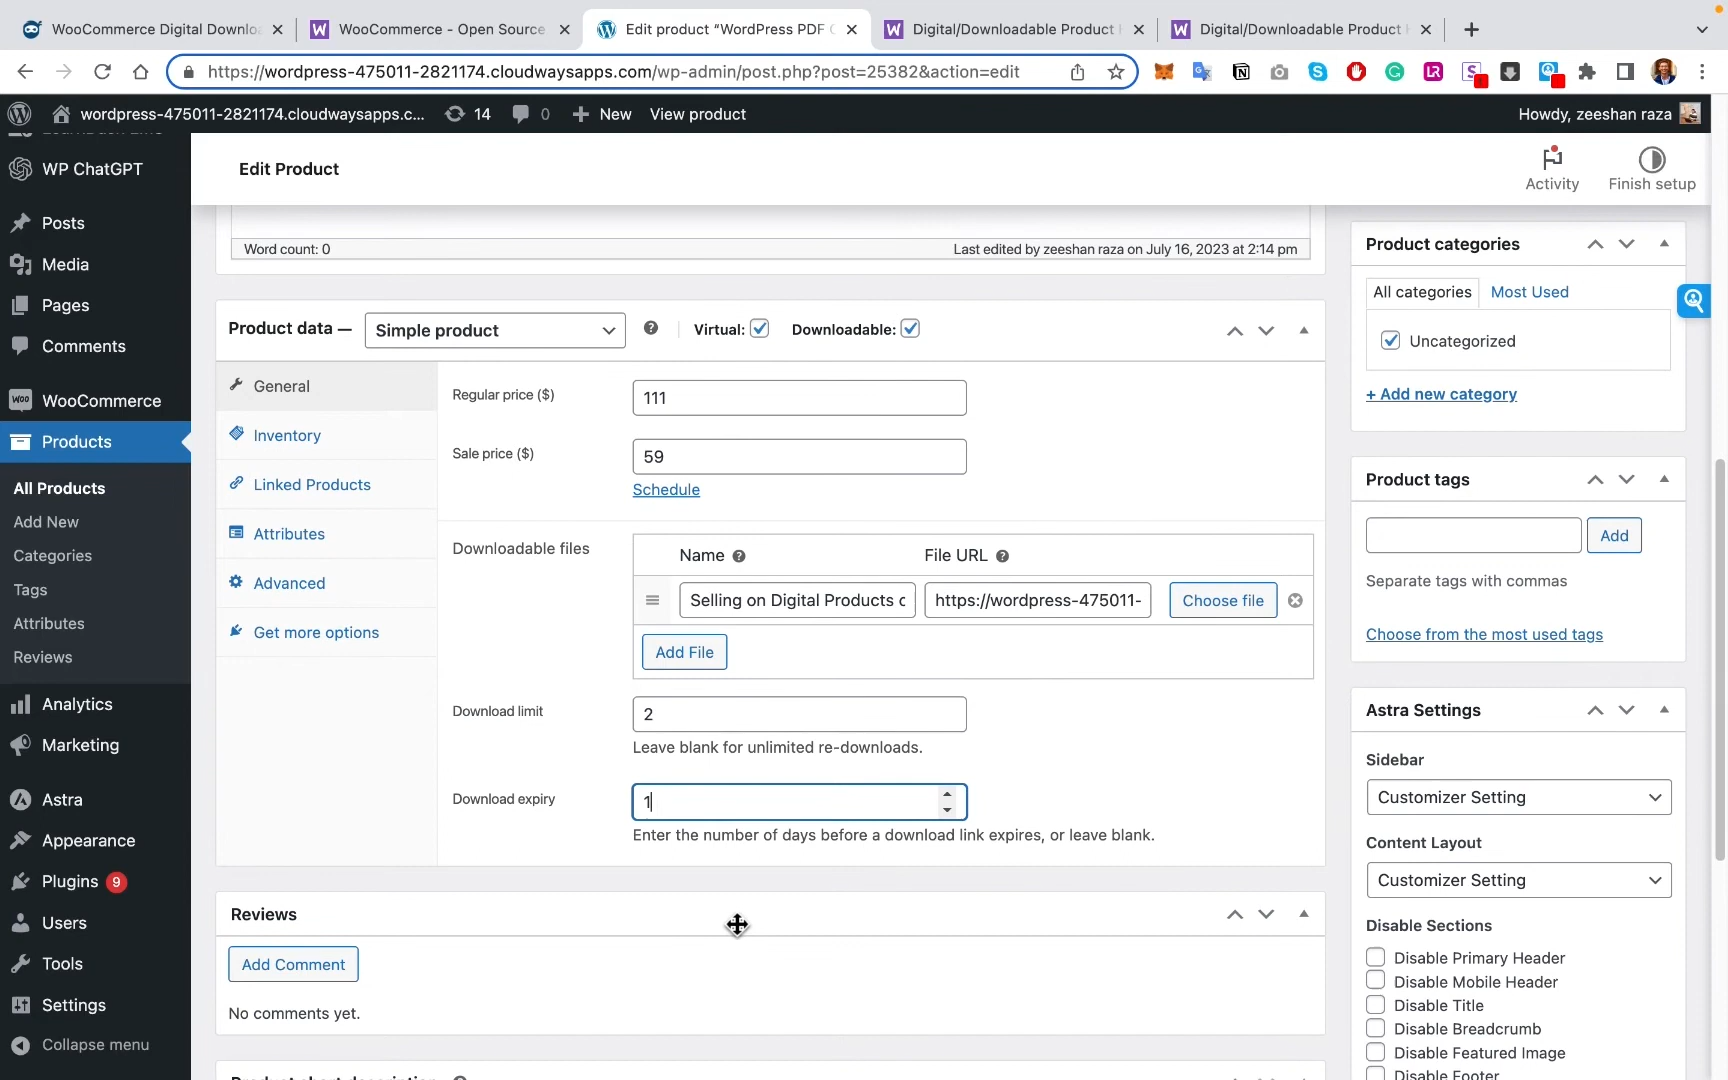 WooCommerce Digital Downlo
WooCommerce - Open Source
Edit product “WordPress PDF
Digital/Downloadable Product
Digital/Downloadable Product
https://wordpress-475011-2821174.cloudwaysapps.com/wp-admin/post.php?post=25382&action=edit
wordpress-475011-2821174.cloudwaysapps.c...
14
0
New
View product
Howdy, zeeshan raza
WP ChatGPT
Posts
Media
Pages
Comments
WooCommerce
Products
All Products
Add New
Categories
Tags
Attributes
Reviews
Analytics
Marketing
Astra
Appearance
Plugins 9
Users
Tools
Settings
Collapse menu
Edit Product
Activity
Finish setup
Word count: 0
Last edited by zeeshan raza on July 16, 2023 at 2:14 pm
Product data —
Simple product
Virtual:
Downloadable:
General
Inventory
Linked Products
Attributes
Advanced
Get more options
Regular price ($)
111
Sale price ($)
59
Schedule
Downloadable files
Name
File URL
Selling on Digital Products c
https://wordpress-475011-
Choose file
Add File
Download limit
2
Leave blank for unlimited re-downloads.
Download expiry
1
Enter the number of days before a download link expires, or leave blank.
Reviews
Add Comment
No comments yet.
Product categories
All categories
Most Used
Uncategorized
+ Add new category
Product tags
Add
Separate tags with commas
Choose from the most used tags
Astra Settings
Sidebar
Customizer Setting
Content Layout
Customizer Setting
Disable Sections
Disable Primary Header
Disable Mobile Header
Disable Title
Disable Breadcrumb
Disable Featured Image
Disable Footer